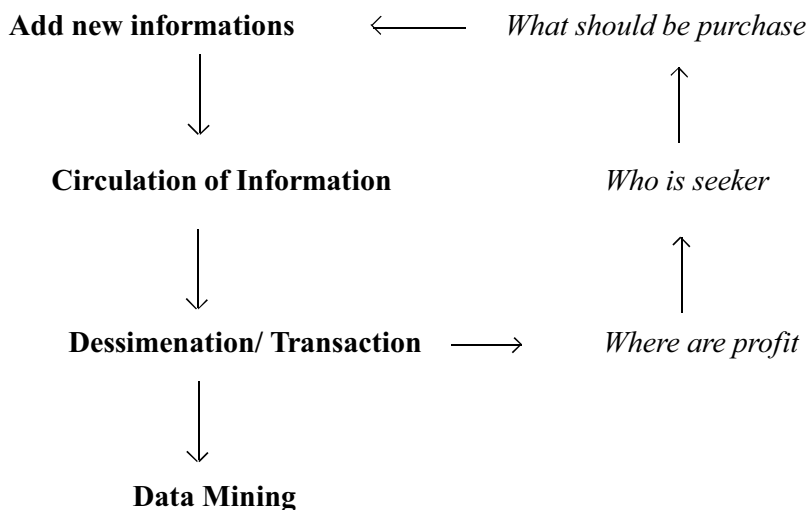 Add new informations
What should be purchase
Circulation of Information
Who is seeker
Dessimenation/ Transaction
Where are profit
Data Mining